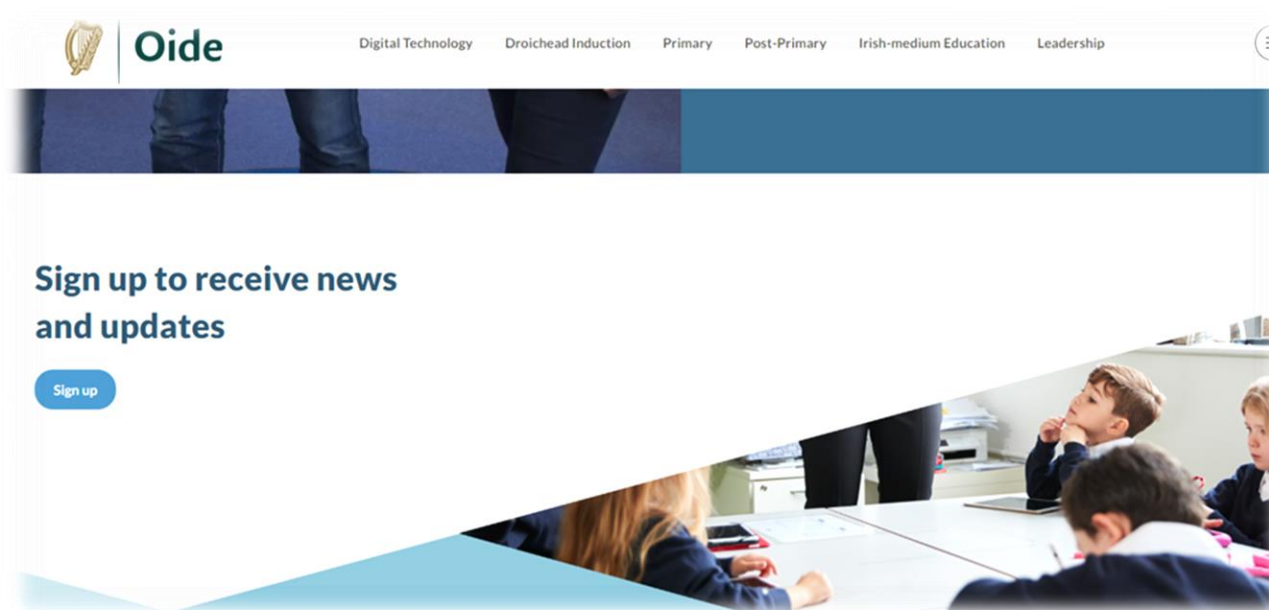 Oide
Digital Technology Droichead Induction Primary Post-Primary Irish-medium Education Leadership
Sign up to receive news
and updates
Sign up